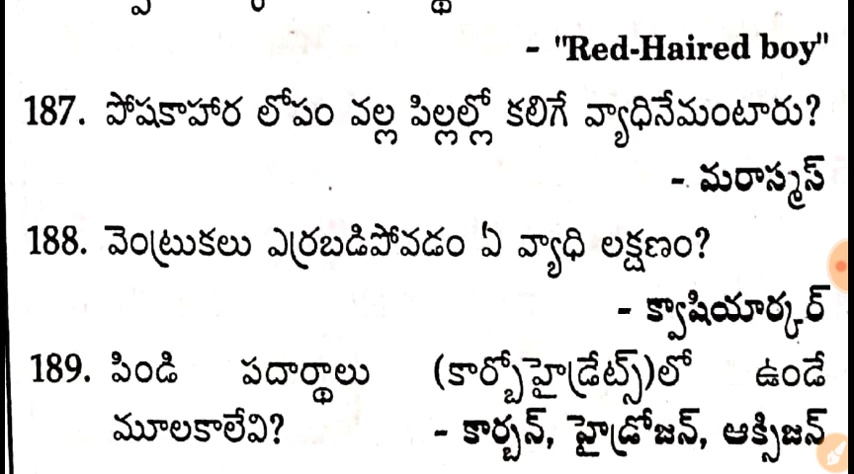 - "Red-Haired boy"
187. పోషకాహార లోపం వల్ల పిల్లల్లో కలిగే వ్యాధినేమంటారు?
- మరాస్మస్
188. వెంట్రుకలు ఎర్రబడిపోవడం ఏ వ్యాధి లక్షణం?
- క్వాషియార్కర్
189. పిండి పదార్థాలు (కార్బోహైడ్రేట్స్)లో ఉండే
మూలకాలేవి? - కార్బన్, హైడ్రోజన్, ఆక్సిజన్